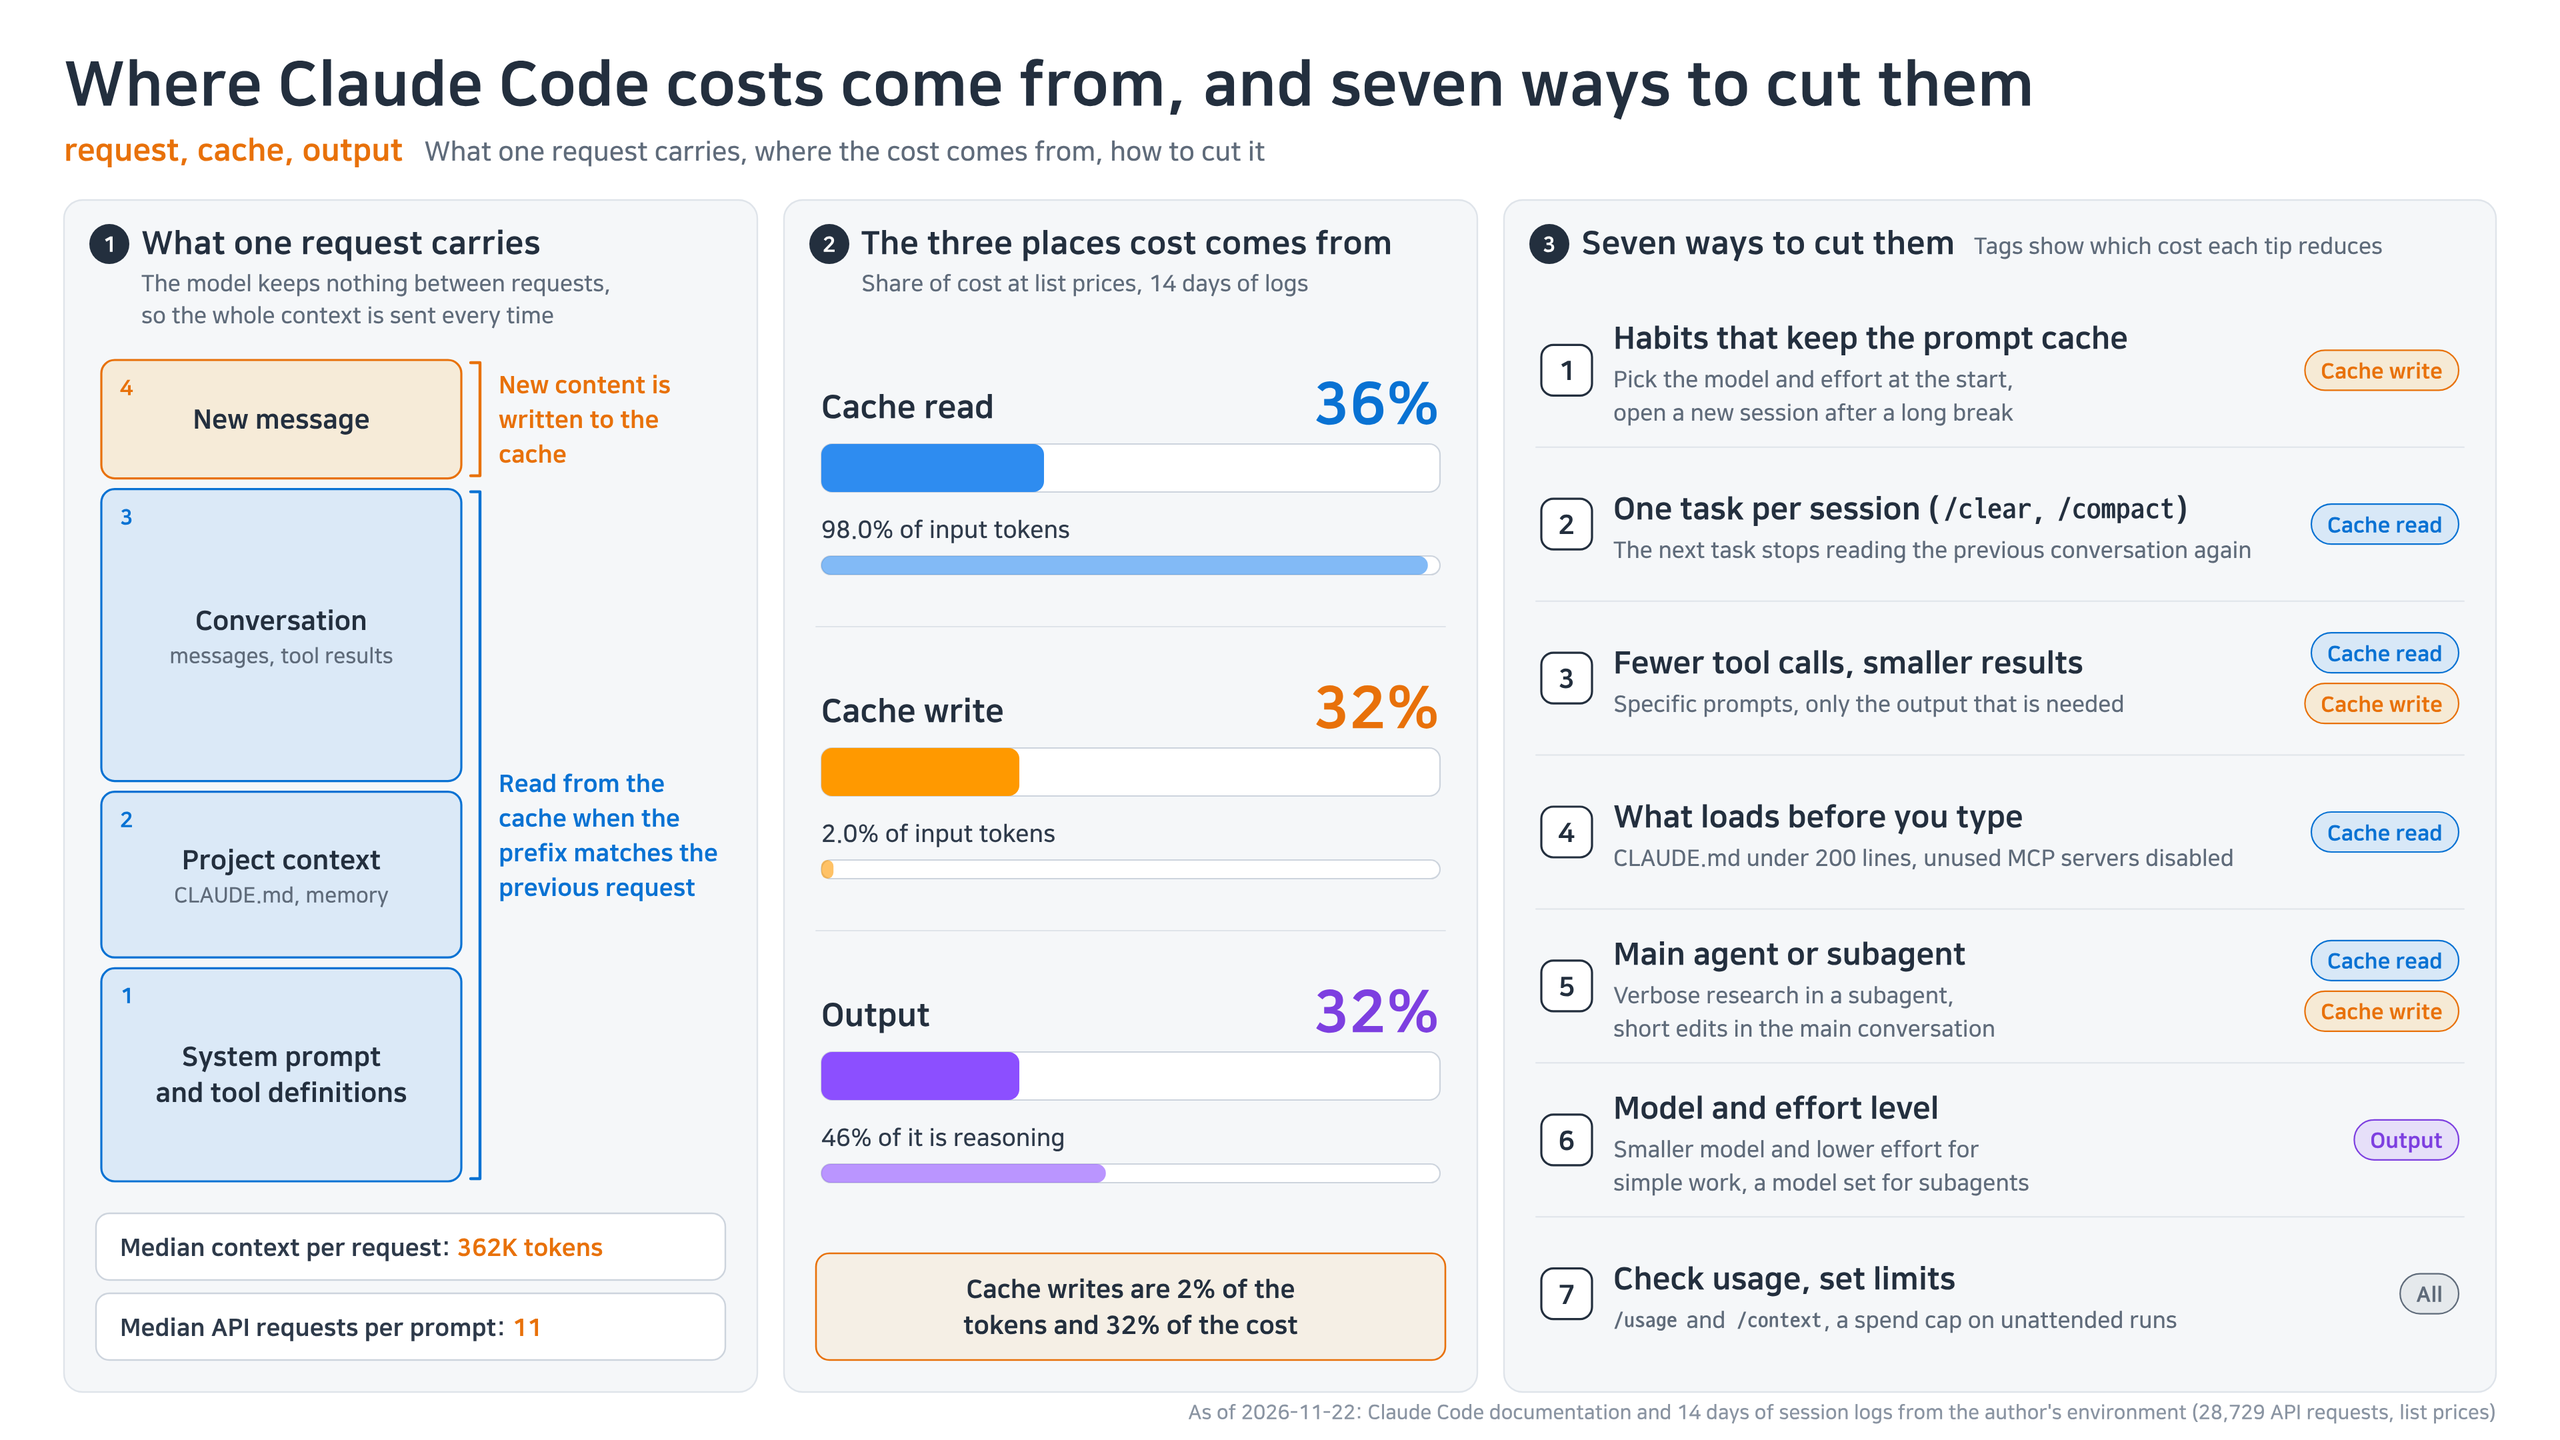 Where Claude Code costs come from, and seven ways to cut them
request, cache, output What one request carries, where the cost comes from, how to cut it
1 What one request carries
The model keeps nothing between requests,
so the whole context is sent every time
4
New message
New content is
written to the
cache
3
Conversation
messages, tool results
2
Project context
CLAUDE.md, memory
1
System prompt
and tool definitions
Read from the
cache when the
prefix matches the
previous request
Median context per request: 362K tokens
Median API requests per prompt: 11
2 The three places cost comes from
Share of cost at list prices, 14 days of logs
Cache read 36%
98.0% of input tokens
Cache write 32%
2.0% of input tokens
Output 32%
46% of it is reasoning
Cache writes are 2% of the
tokens and 32% of the cost
3 Seven ways to cut them Tags show which cost each tip reduces
1 Habits that keep the prompt cache
Pick the model and effort at the start,
open a new session after a long break
Cache write
2 One task per session (/clear, /compact)
The next task stops reading the previous conversation again
Cache read
3 Fewer tool calls, smaller results
Specific prompts, only the output that is needed
Cache read
Cache write
4 What loads before you type
CLAUDE.md under 200 lines, unused MCP servers disabled
Cache read
5 Main agent or subagent
Verbose research in a subagent,
short edits in the main conversation
Cache read
Cache write
6 Model and effort level
Smaller model and lower effort for
simple work, a model set for subagents
Output
7 Check usage, set limits
/usage and /context, a spend cap on unattended runs
All
As of 2026-11-22: Claude Code documentation and 14 days of session logs from the author's environment (28,729 API requests, list prices)